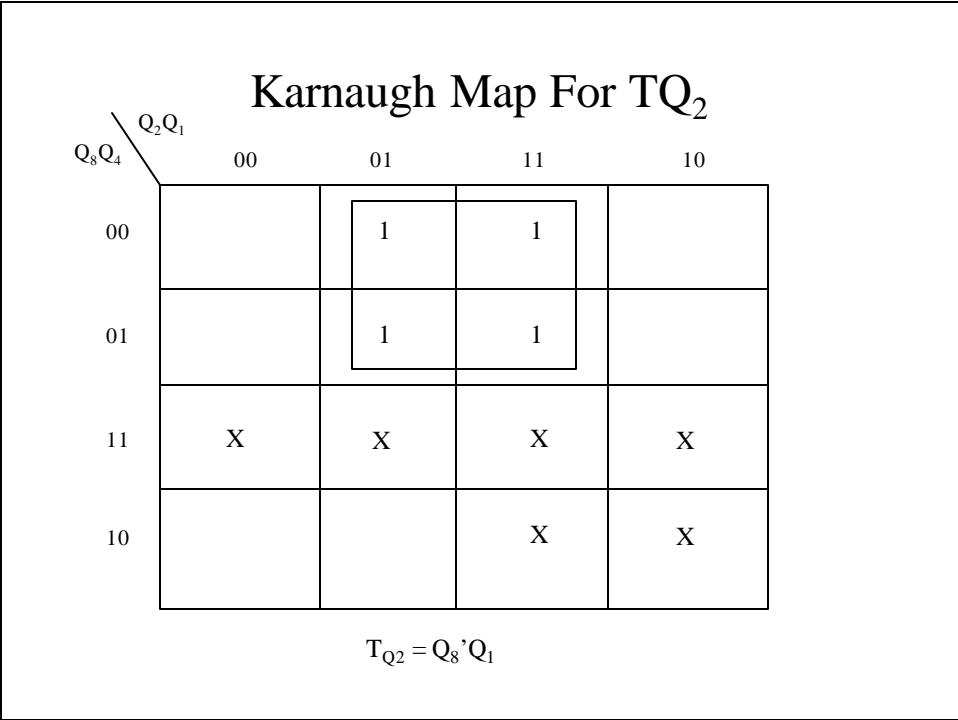 Karnaugh Map For TQ₂
Q₂Q₁
Q₈Q₄
00 01 11 10
00 1 1
01 1 1
11 X X X X
10 X X
T_Q2 = Q₈’Q₁